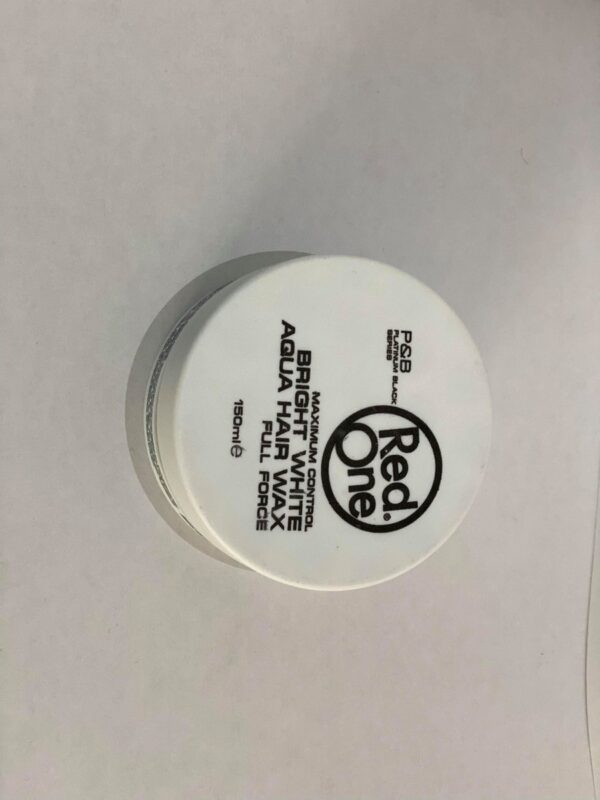 P&B
PLATINUM BLACK
SERIES
Red
One
MAXIMUM CONTROL
BRIGHT WHITE
AQUA HAIR WAX
FULL FORCE
150ml℮